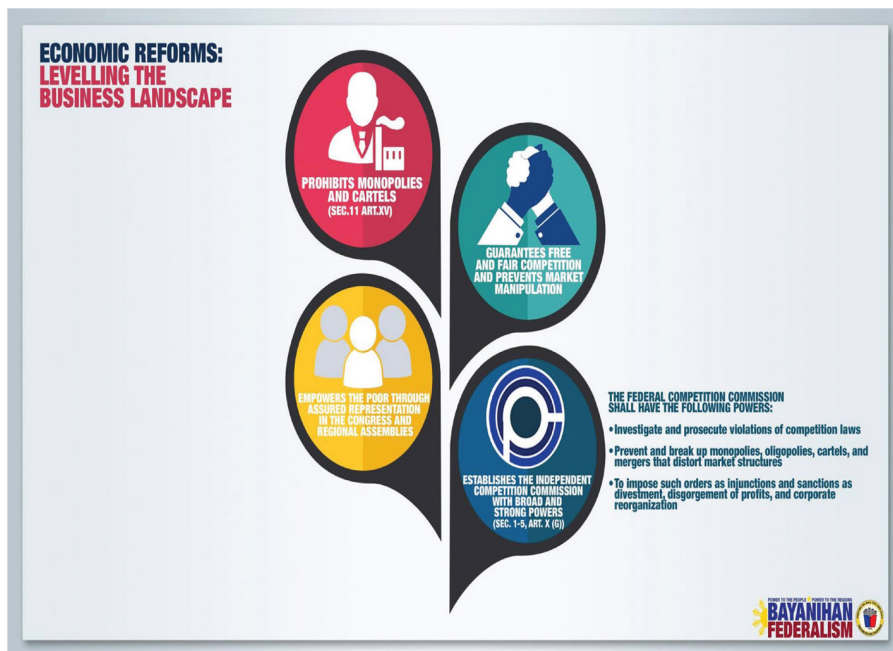 ECONOMIC REFORMS:
LEVELLING THE
BUSINESS LANDSCAPE
PROHIBITS MONOPOLIES
AND CARTELS
(SEC.11 ART.XV)
GUARANTEES FREE
AND FAIR COMPETITION
AND PREVENTS MARKET
MANIPULATION
EMPOWERS THE POOR THROUGH
ASSURED REPRESENTATION
IN THE CONGRESS AND
REGIONAL ASSEMBLIES
ESTABLISHES THE INDEPENDENT
COMPETITION COMMISSION
WITH BROAD AND
STRONG POWERS
(SEC. 1-5, ART. X (G))
THE FEDERAL COMPETITION COMMISSION
SHALL HAVE THE FOLLOWING POWERS:
• Investigate and prosecute violations of competition laws
• Prevent and break up monopolies, oligopolies, cartels, and
mergers that distort market structures
• To impose such orders as injunctions and sanctions as
divestment, disgorgement of profits, and corporate
reorganization
POWER TO THE PEOPLE POWER TO THE REGIONS
BAYANIHAN
FEDERALISM